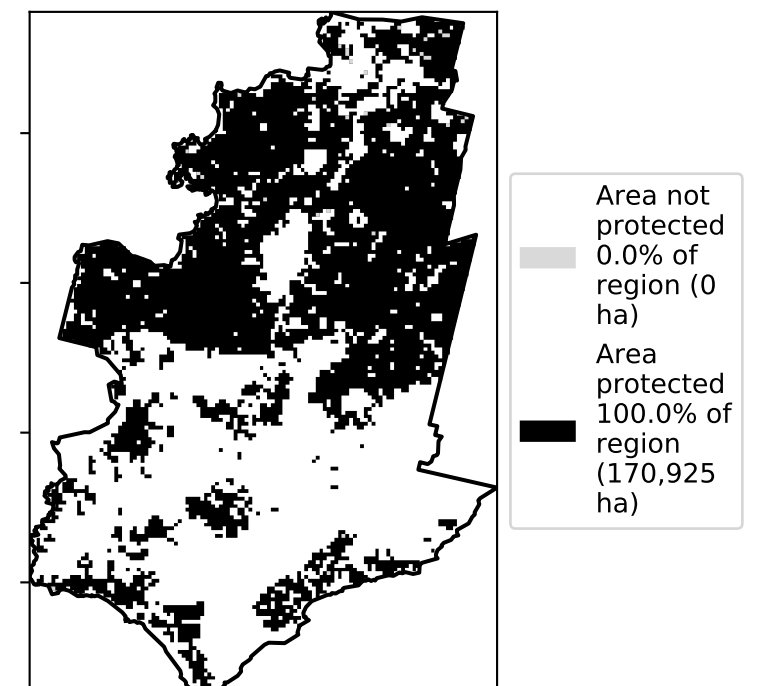 Area not
protected
0.0% of
region (0
ha)
Area
protected
100.0% of
region
(170,925
ha)